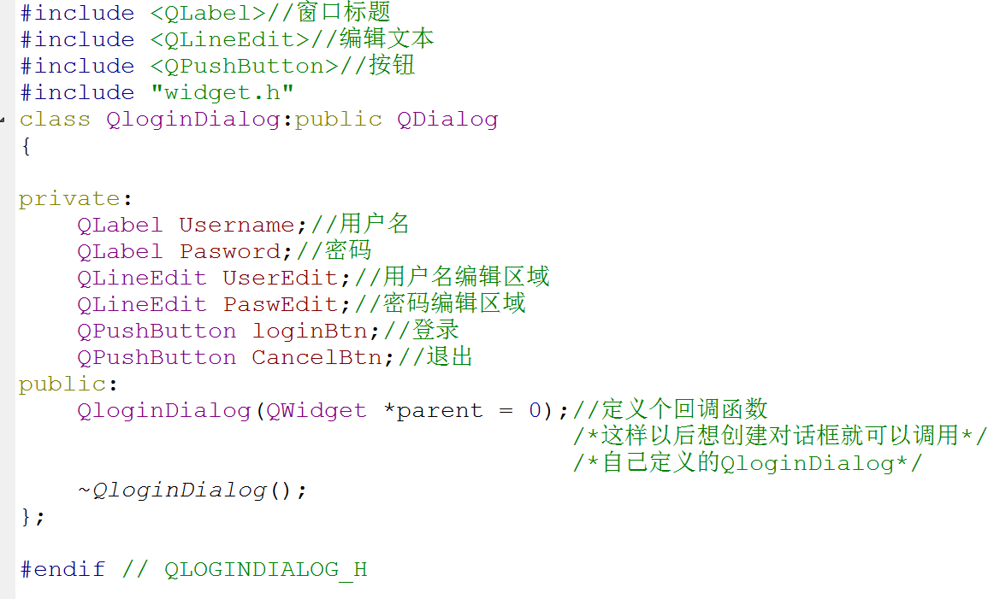 #include <QLabel>//窗口标题
#include <QLineEdit>//编辑文本
#include <QPushButton>//按钮
#include "widget.h"
class QloginDialog:public QDialog
{
private:
QLabel Username;//用户名
QLabel Pasword;//密码
QLineEdit UserEdit;//用户名编辑区域
QLineEdit PaswEdit;//密码编辑区域
QPushButton loginBtn;//登录
QPushButton CancelBtn;//退出
public:
QloginDialog(QWidget *parent = 0);//定义个回调函数
/*这样以后想创建对话框就可以调用*/
/*自己定义的QloginDialog*/
~QloginDialog();
};
#endif // QLOGINDIALOG_H